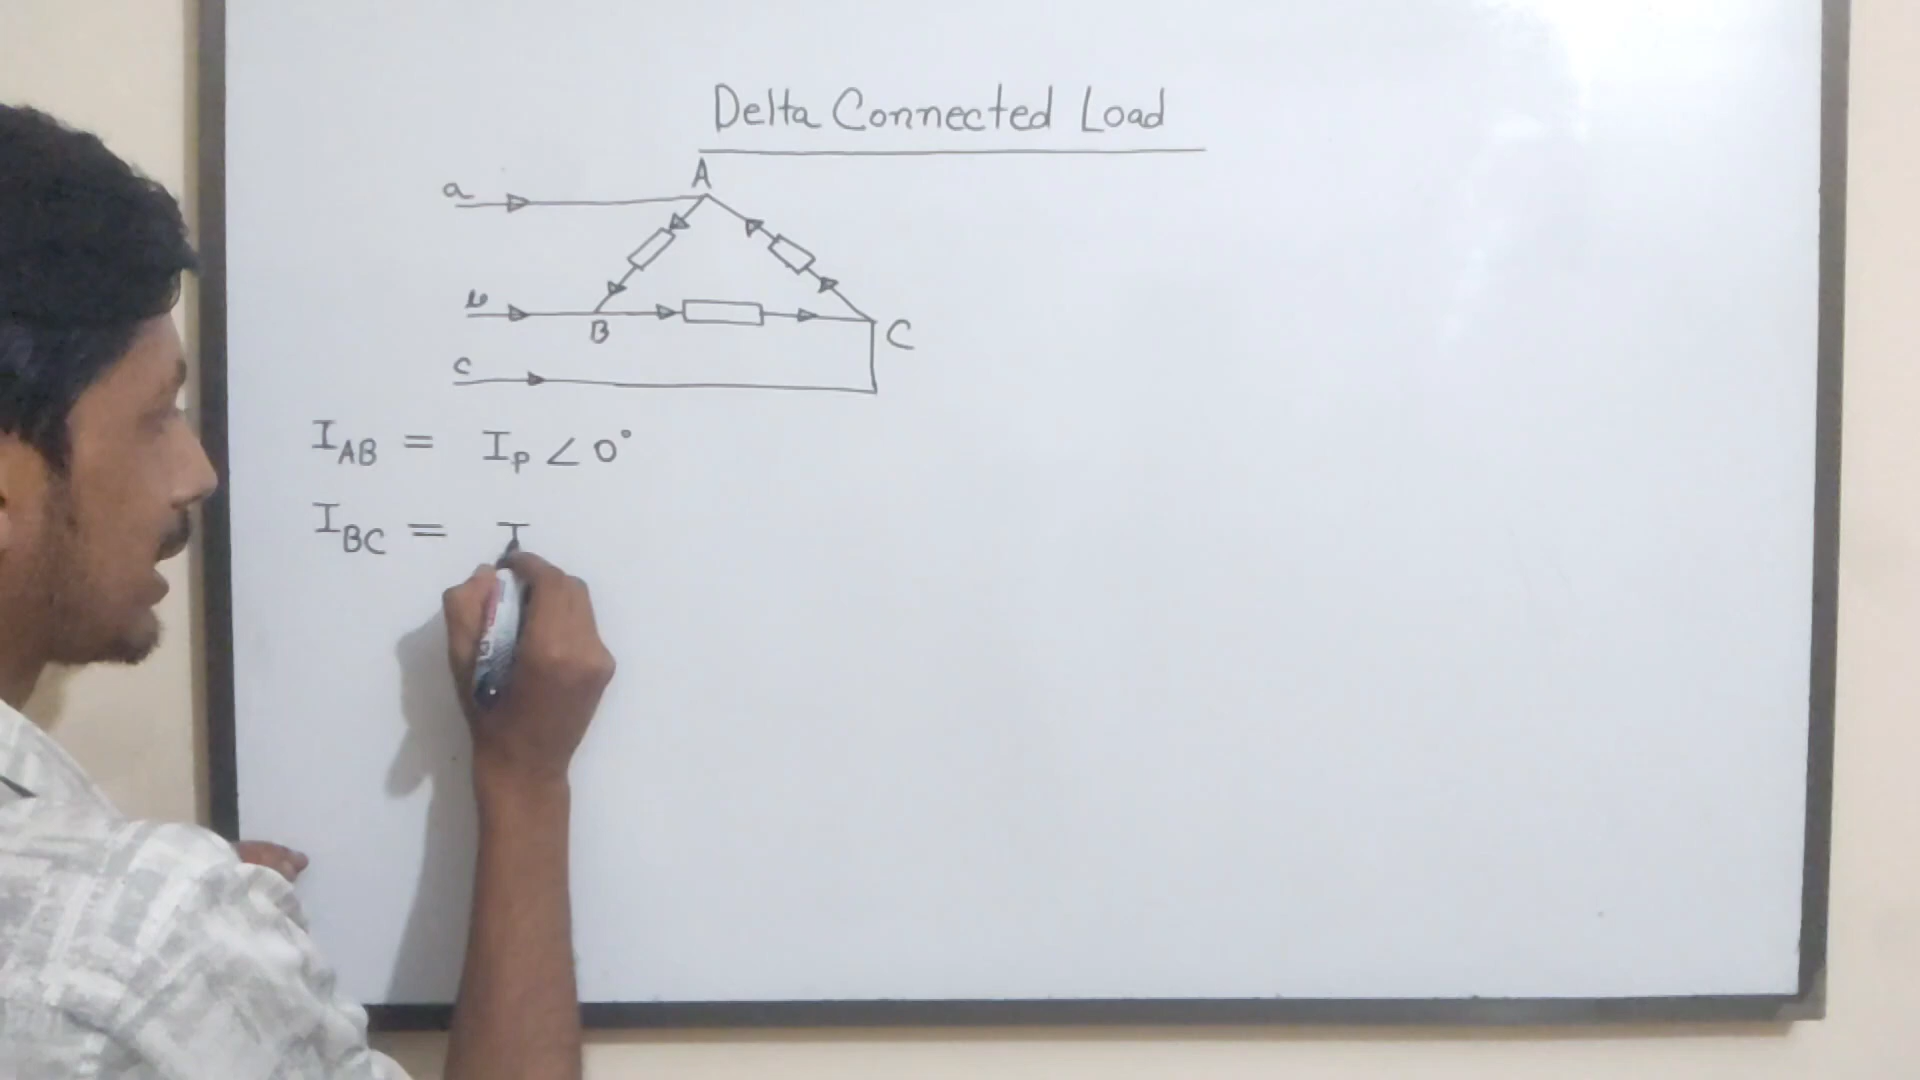 Delta Connected Load
A
a
b
B
C
c
I_AB = I_P ∠ 0°
I_BC = I